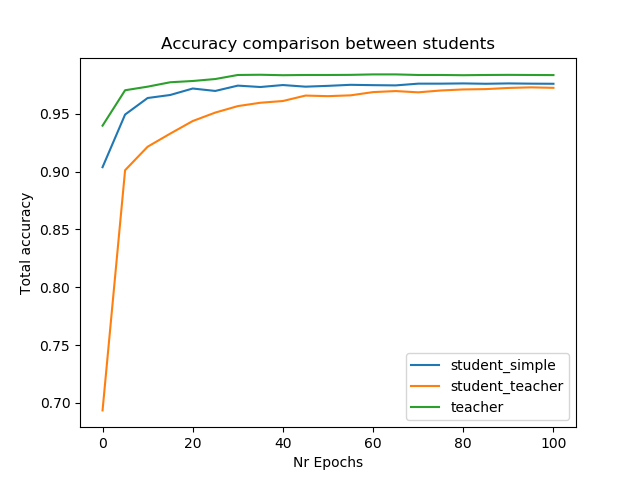 Accuracy comparison between students
0.95
0.90
0.85
0.80
0.75
0.70
Total accuracy
student_simple
student_teacher
teacher
0 20 40 60 80 100
Nr Epochs